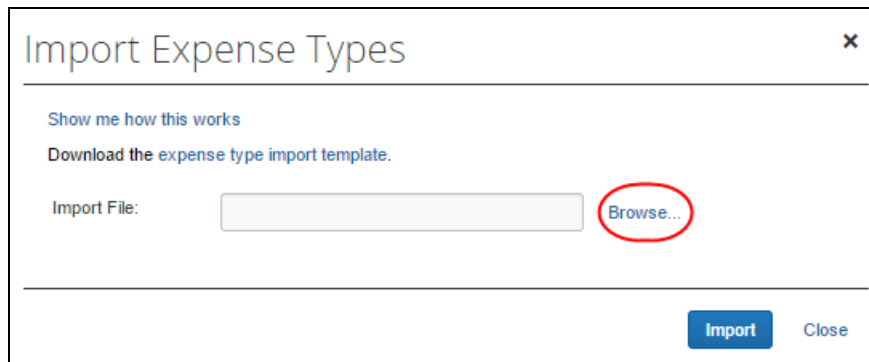 Import Expense Types
Show me how this works
Download the expense type import template.
Import File:
Browse...
Import
Close